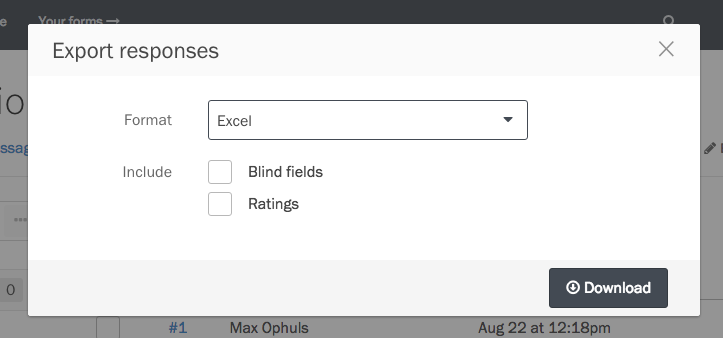 Your forms →
Export responses
Format
Excel
Include
Blind fields
Ratings
Download
0
#1 Max Ophuls Aug 22 at 12:18pm